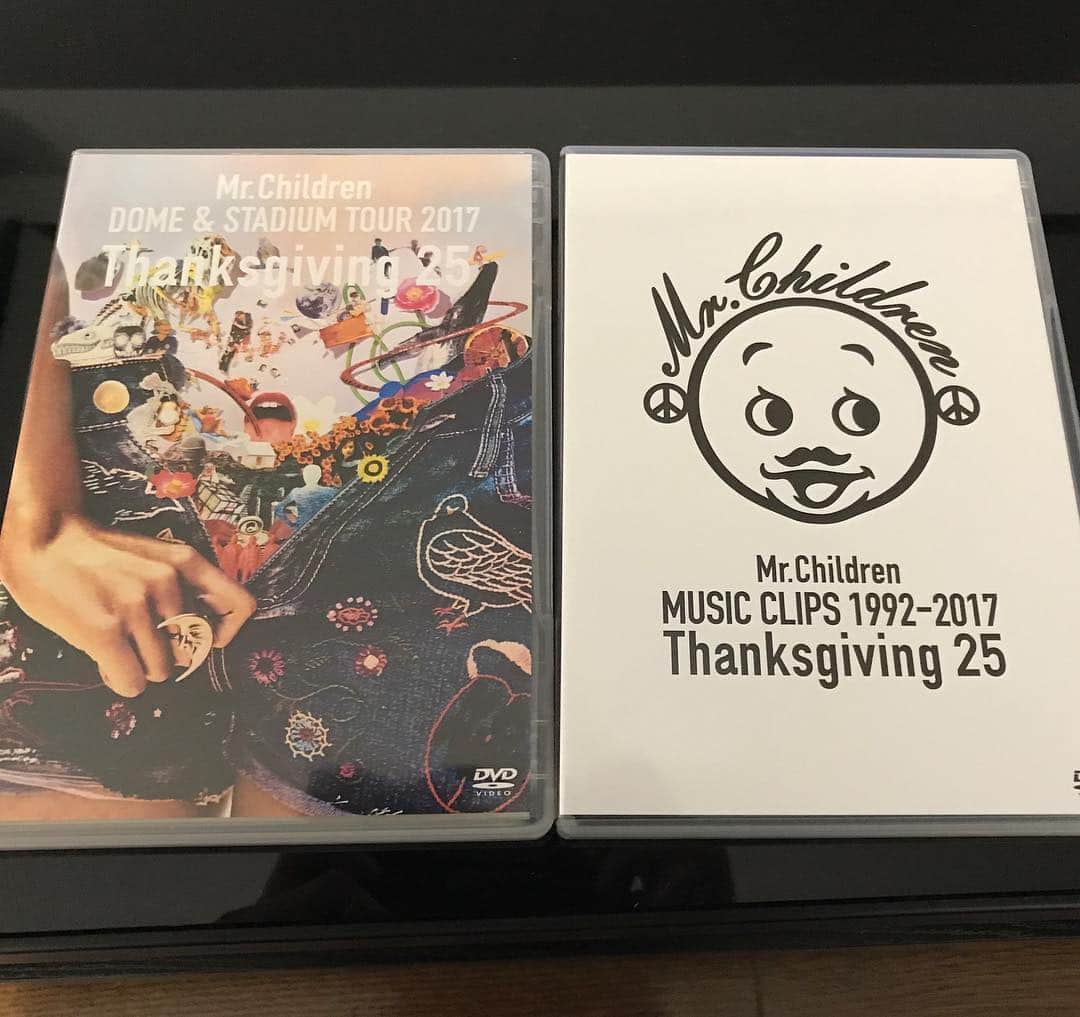 Mr.Children
DOME & STADIUM TOUR 2017
Thanksgiving 25
DVD
VIDEO
Mr.Children
Mr.Children
MUSIC CLIPS 1992-2017
Thanksgiving 25